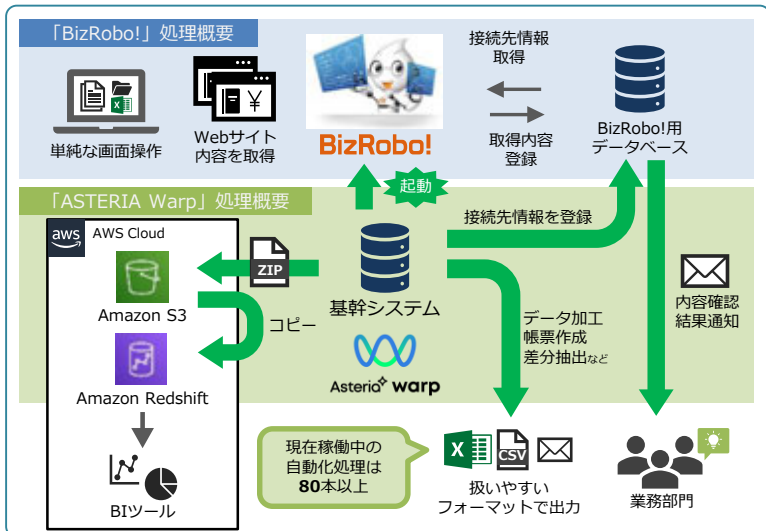 「BizRobo!」処理概要
単純な画面操作
¥
Webサイト
内容を取得
BizRobo!
接続先情報
取得
取得内容
登録
BizRobo!用
データベース
起動
「ASTERIA Warp」処理概要
aws
AWS Cloud
Amazon S3
コピー
Amazon Redshift
BIツール
ZIP
基幹システム
Asteria warp
接続先情報を登録
データ加工
帳票作成
差分抽出など
内容確認
結果通知
現在稼働中の
自動化処理は
80本以上
X
CSV
扱いやすい
フォーマットで出力
業務部門